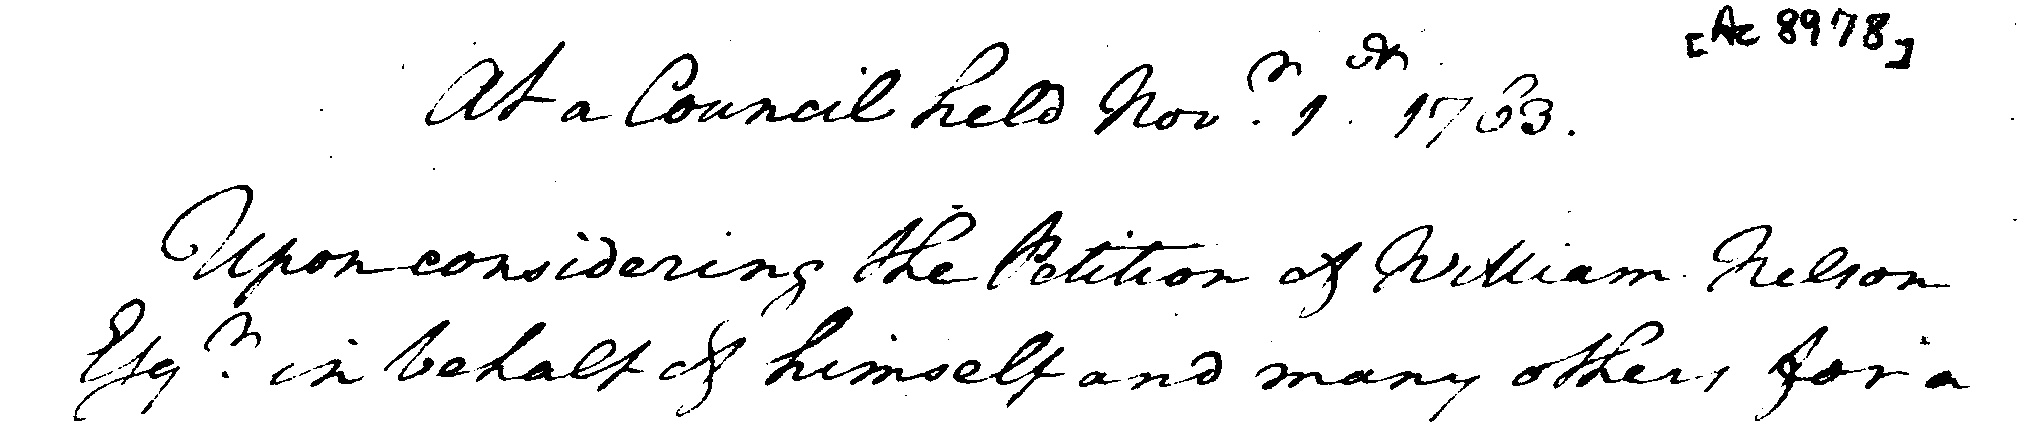 [Ac 8978]
At a Council held Novr. 1st. 1763.
Upon considering the Petition of William Nelson
Esqr. in behalf of himself and many others for a